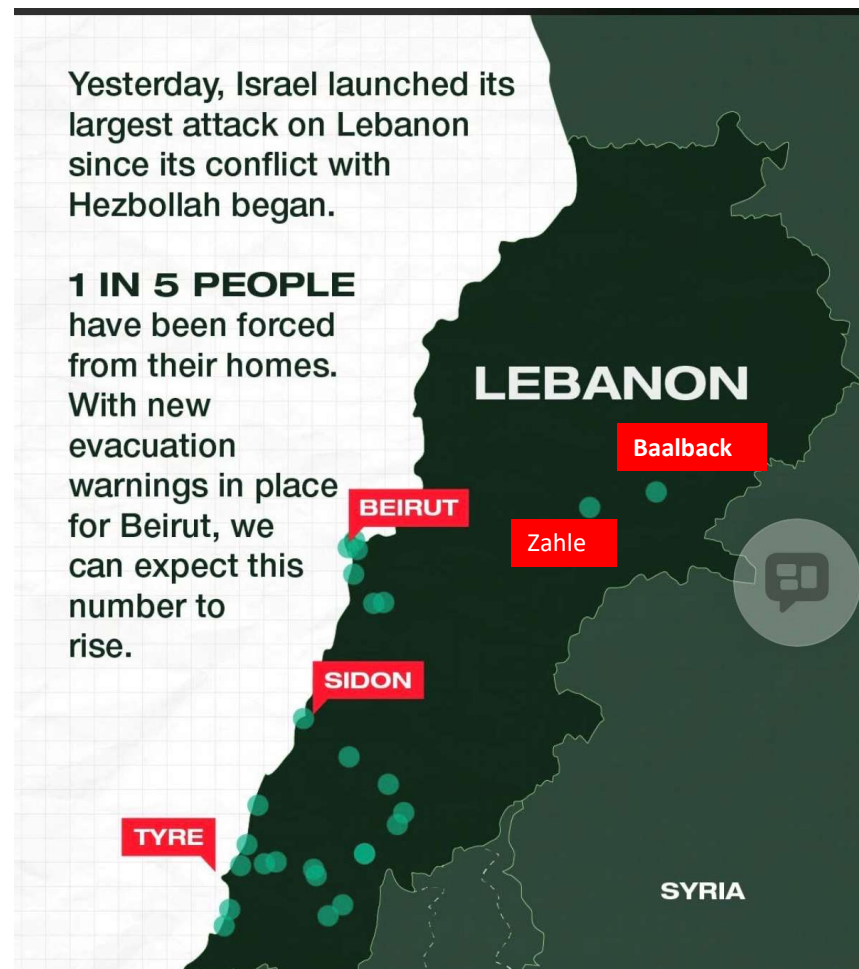 Yesterday, Israel launched its
largest attack on Lebanon
since its conflict with
Hezbollah began.
1 IN 5 PEOPLE
have been forced
from their homes.
With new
evacuation
warnings in place
for Beirut, we
can expect this
number to
rise.
LEBANON
Baalback
BEIRUT
Zahle
SIDON
TYRE
SYRIA